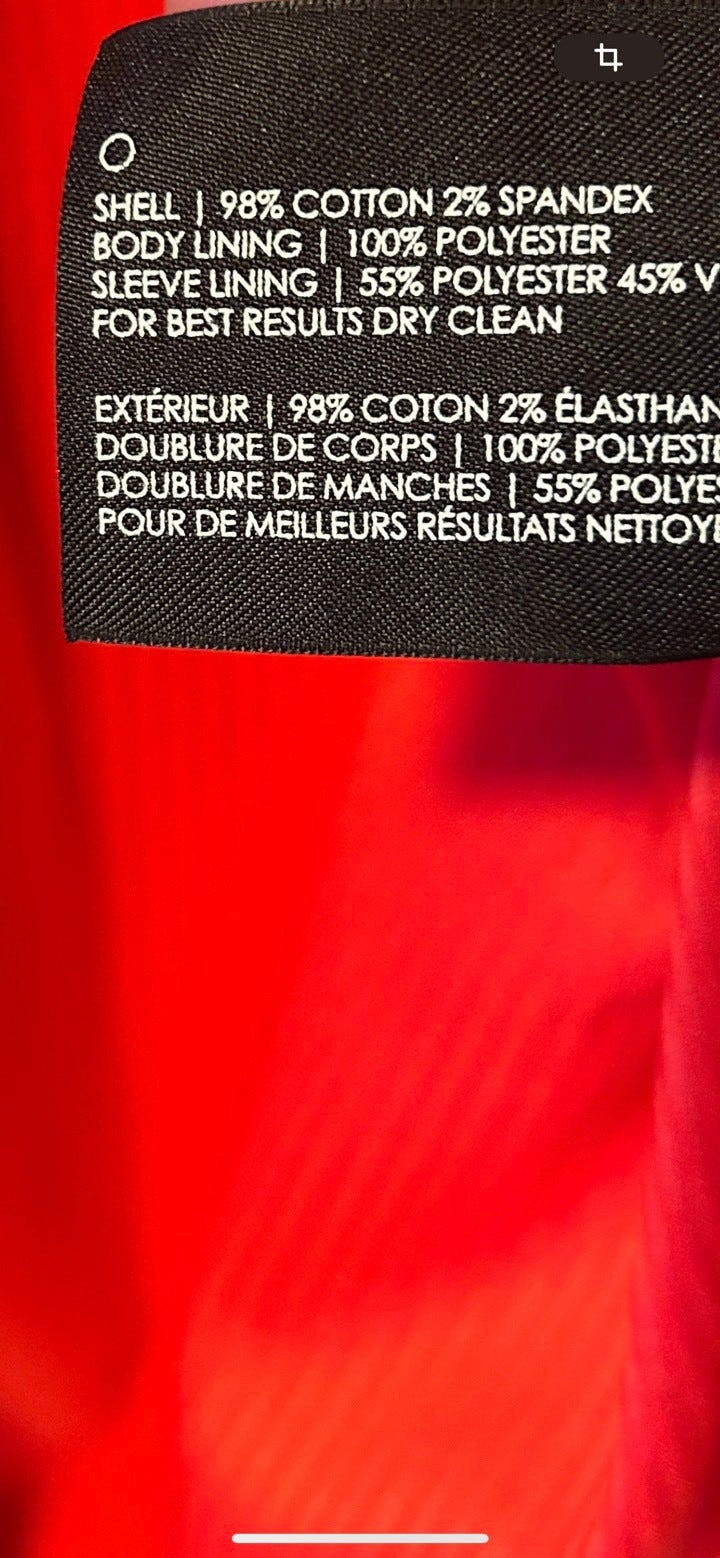 O
SHELL | 98% COTTON 2% SPANDEX
BODY LINING | 100% POLYESTER
SLEEVE LINING | 55% POLYESTER 45% V
FOR BEST RESULTS DRY CLEAN
EXTÉRIEUR | 98% COTON 2% ÉLASTHAN
DOUBLURE DE CORPS | 100% POLYESTE
DOUBLURE DE MANCHES | 55% POLYES
POUR DE MEILLEURS RÉSULTATS NETTOYE